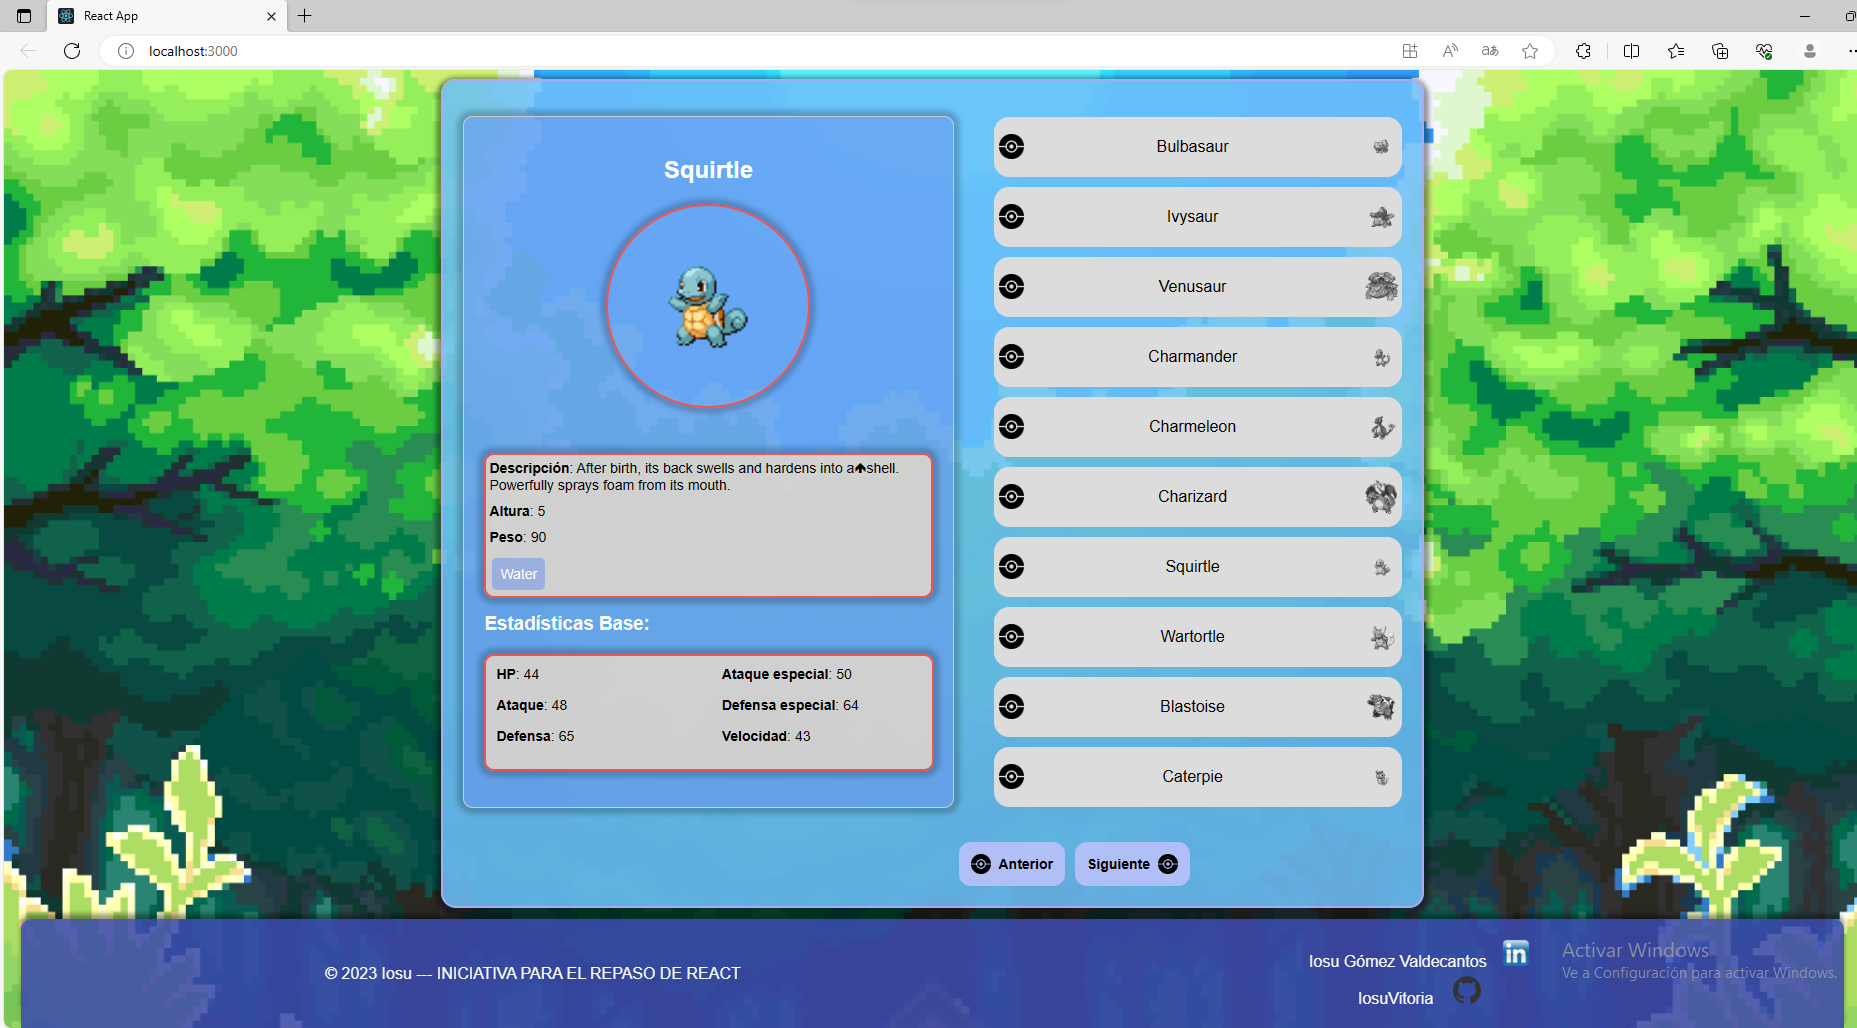 React App
localhost:3000
Squirtle
Descripción: After birth, its back swells and hardens into a🡹shell.
Powerfully sprays foam from its mouth.
Altura: 5
Peso: 90
Water
Estadísticas Base:
HP: 44
Ataque especial: 50
Ataque: 48
Defensa especial: 64
Defensa: 65
Velocidad: 43
Bulbasaur
Ivysaur
Venusaur
Charmander
Charmeleon
Charizard
Squirtle
Wartortle
Blastoise
Caterpie
Anterior
Siguiente
© 2023 Iosu --- INICIATIVA PARA EL REPASO DE REACT
Iosu Gómez Valdecantos
in
IosuVitoria
Activar Windows
Ve a Configuración para activar Windows.